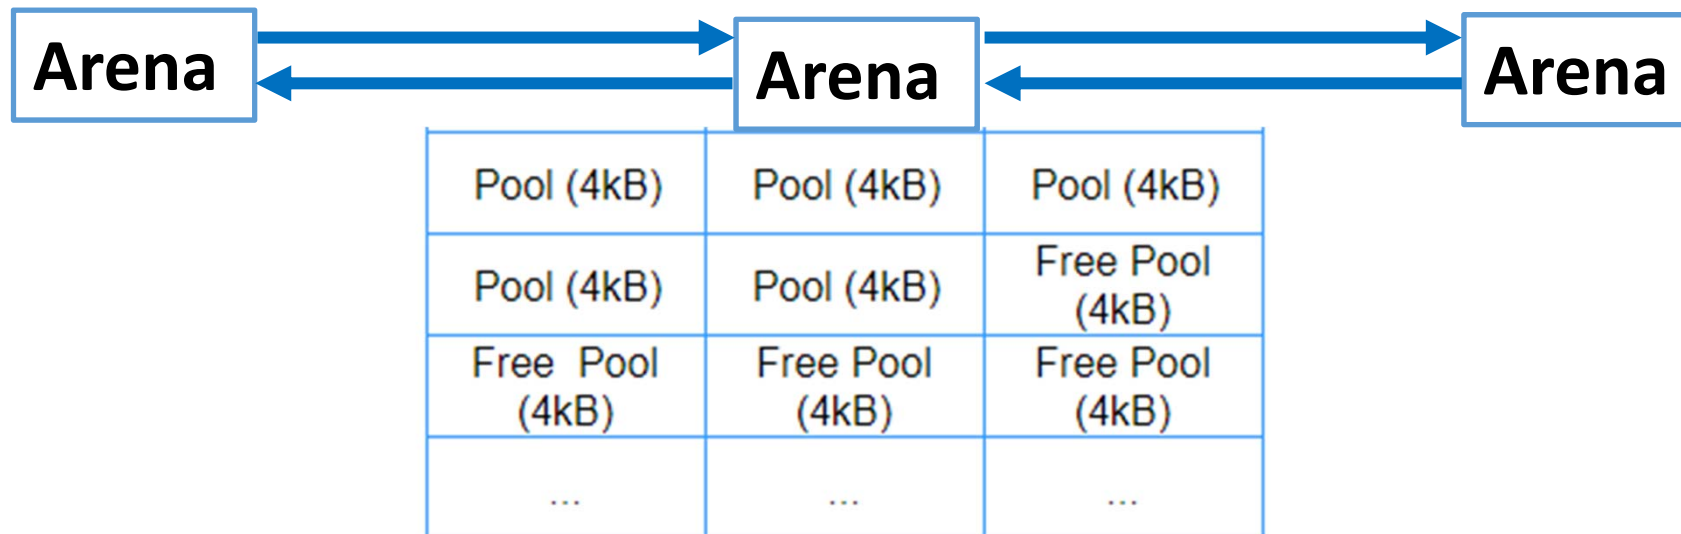 Arena Arena Arena
Pool (4kB) Pool (4kB) Pool (4kB)
Pool (4kB) Pool (4kB) Free Pool (4kB)
Free Pool (4kB) Free Pool (4kB) Free Pool (4kB)
... ... ...